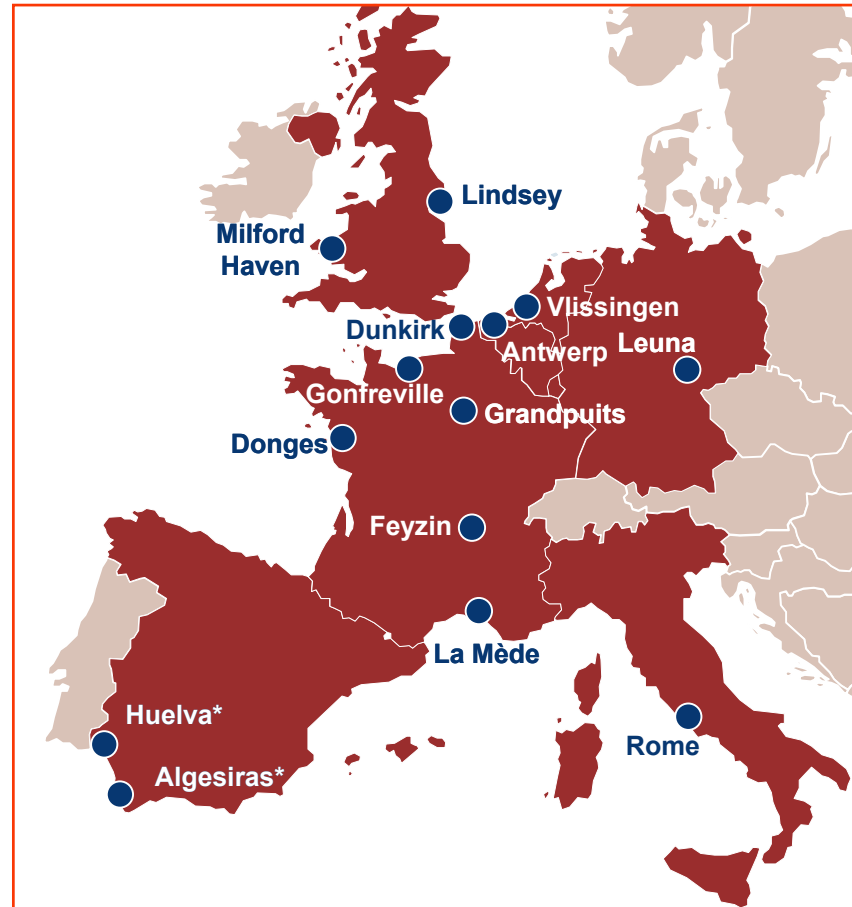 Lindsey
Milford
Haven
Vlissingen
Dunkirk
Antwerp
Leuna
Gonfreville
Grandpuits
Donges
Feyzin
La Mède
Huelva*
Rome
Algesiras*